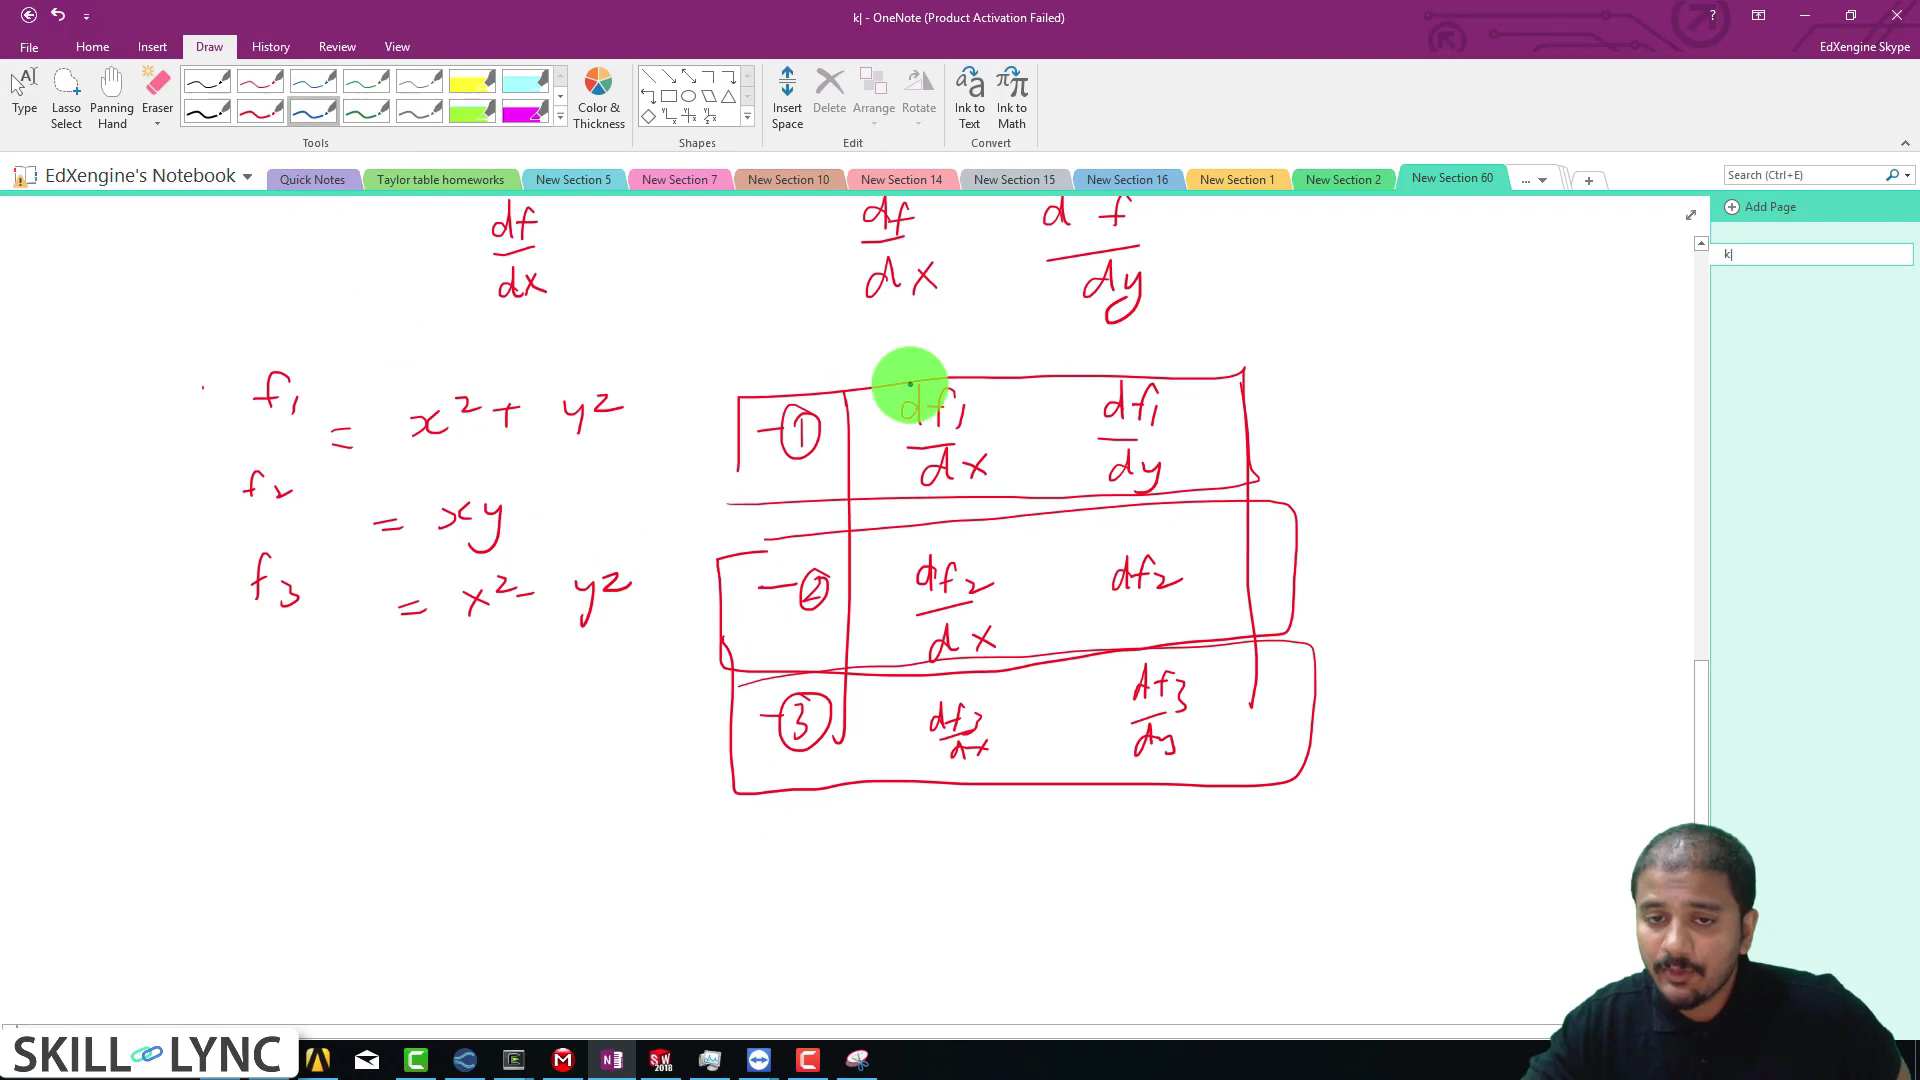 k| - OneNote (Product Activation Failed)
?
File Home Insert Draw History Review View
EdXengine Skype
Type
Lasso Select
Panning Hand
Eraser
Color & Thickness
Insert Space
Delete
Arrange
Rotate
Ink to Text
Ink to Math
Tools Shapes Edit Convert
EdXengine's Notebook
Quick Notes Taylor table homeworks New Section 5 New Section 7 New Section 10 New Section 14 New Section 15 New Section 16 New Section 1 New Section 2 New Section 60 ...
Search (Ctrl+E)
Add Page
k|
df/dx df/dx d f/dy
f1 = x² + y2 -① df1/dx df1/dy
f2 = xy -② df2/dx df2
f3 = x² - y2 -③ df3/dx df3/dy
SKILL LYNC
SW 2018